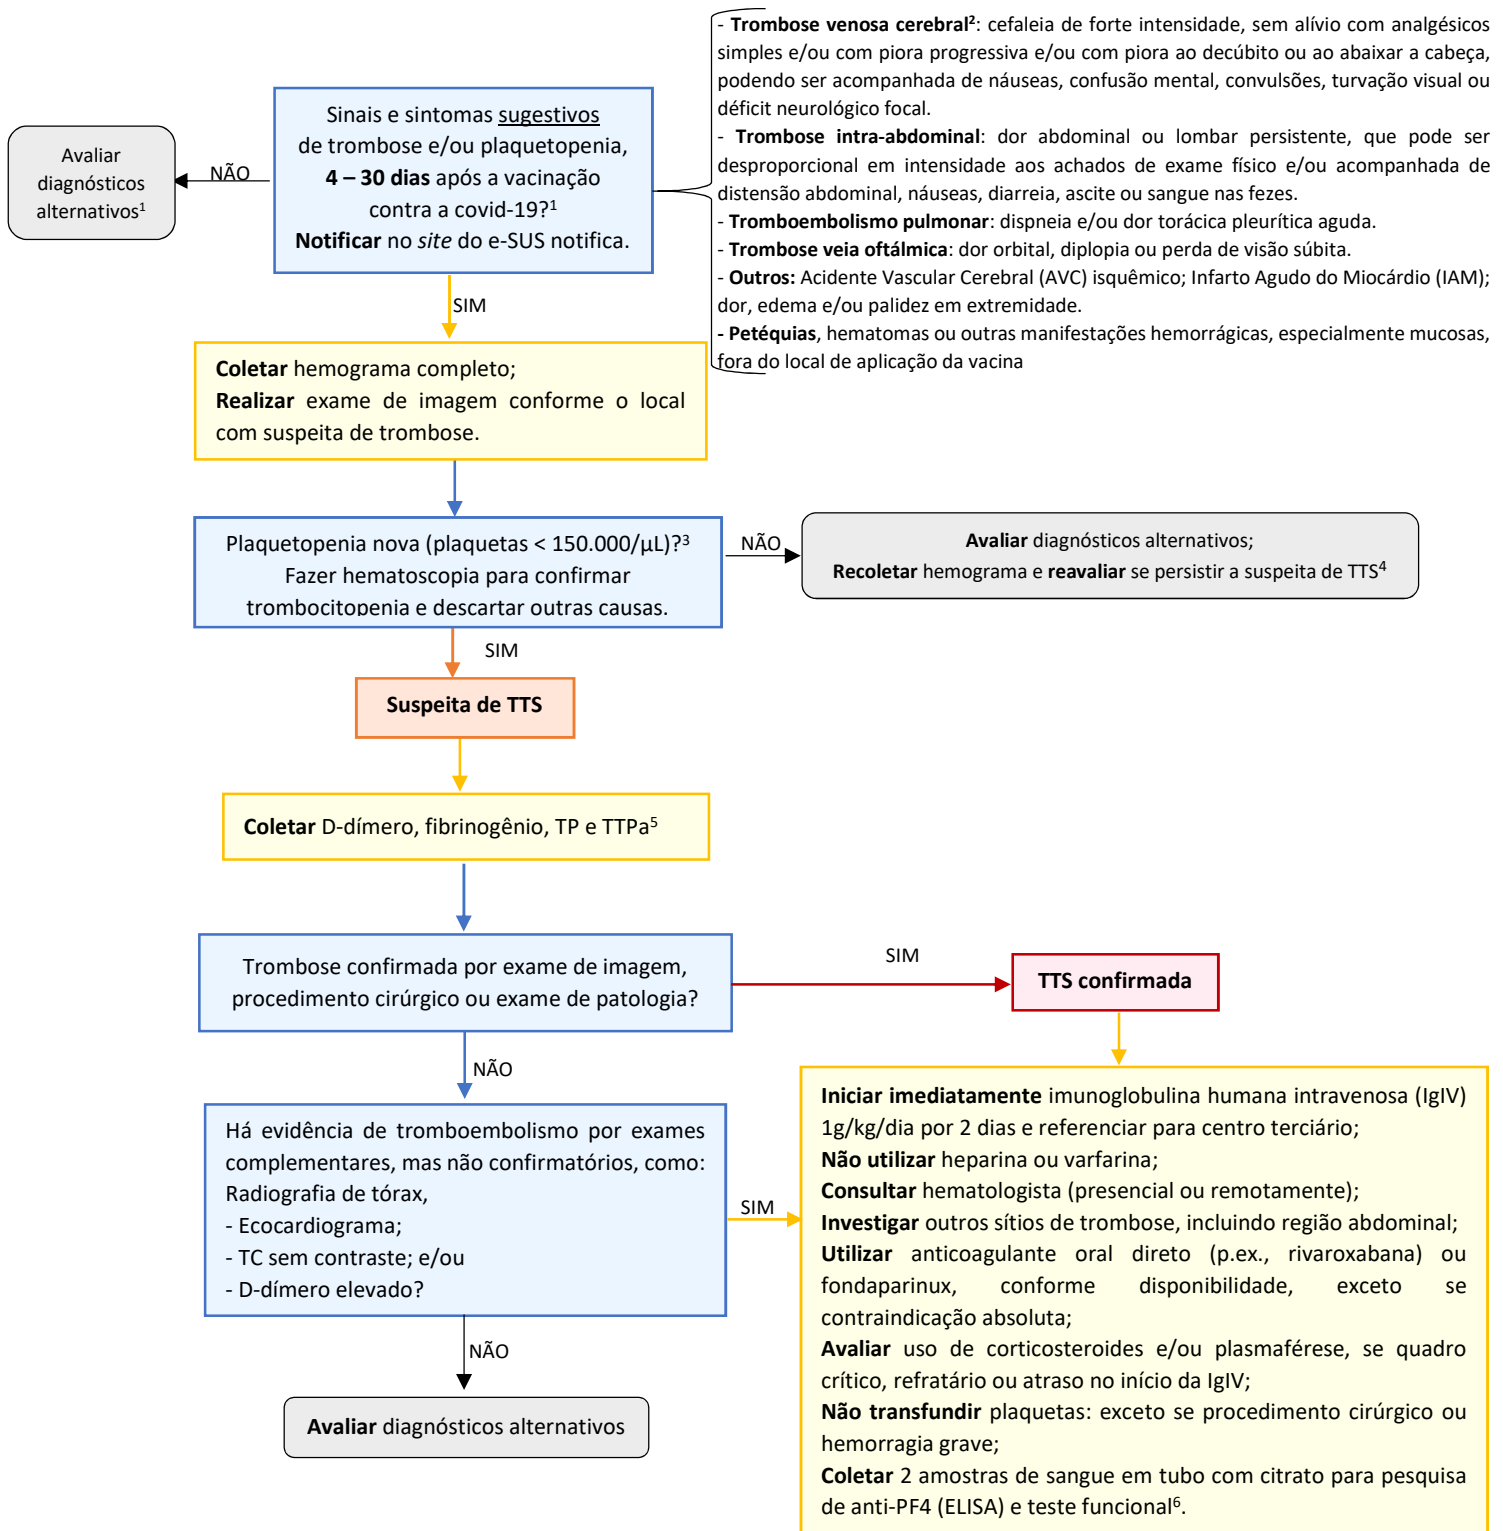 - Trombose venosa cerebral²: cefaleia de forte intensidade, sem alívio com analgésicos
simples e/ou com piora progressiva e/ou com piora ao decúbito ou ao abaixar a cabeça,
podendo ser acompanhada de náuseas, confusão mental, convulsões, turvação visual ou
déficit neurológico focal.
- Trombose intra-abdominal: dor abdominal ou lombar persistente, que pode ser
desproporcional em intensidade aos achados de exame físico e/ou acompanhada de
distensão abdominal, náuseas, diarreia, ascite ou sangue nas fezes.
- Tromboembolismo pulmonar: dispneia e/ou dor torácica pleurítica aguda.
- Trombose veia oftálmica: dor orbital, diplopia ou perda de visão súbita.
- Outros: Acidente Vascular Cerebral (AVC) isquêmico; Infarto Agudo do Miocárdio (IAM);
dor, edema e/ou palidez em extremidade.
- Petéquias, hematomas ou outras manifestações hemorrágicas, especialmente mucosas,
fora do local de aplicação da vacina
Sinais e sintomas sugestivos
de trombose e/ou plaquetopenia,
4 – 30 dias após a vacinação
contra a covid-19?¹
Notificar no site do e-SUS notifica.
NÃO
Avaliar
diagnósticos
alternativos¹
SIM
Coletar hemograma completo;
Realizar exame de imagem conforme o local
com suspeita de trombose.
Plaquetopenia nova (plaquetas < 150.000/µL)?³
Fazer hematoscopia para confirmar
trombocitopenia e descartar outras causas.
NÃO
Avaliar diagnósticos alternativos;
Recoletar hemograma e reavaliar se persistir a suspeita de TTS⁴
SIM
Suspeita de TTS
Coletar D-dímero, fibrinogênio, TP e TTPa⁵
Trombose confirmada por exame de imagem,
procedimento cirúrgico ou exame de patologia?
SIM
TTS confirmada
NÃO
Há evidência de tromboembolismo por exames
complementares, mas não confirmatórios, como:
Radiografia de tórax,
- Ecocardiograma;
- TC sem contraste; e/ou
- D-dímero elevado?
SIM
Iniciar imediatamente imunoglobulina humana intravenosa (IgIV)
1g/kg/dia por 2 dias e referenciar para centro terciário;
Não utilizar heparina ou varfarina;
Consultar hematologista (presencial ou remotamente);
Investigar outros sítios de trombose, incluindo região abdominal;
Utilizar anticoagulante oral direto (p.ex., rivaroxabana) ou
fondaparinux, conforme disponibilidade, exceto se
contraindicação absoluta;
Avaliar uso de corticosteroides e/ou plasmaférese, se quadro
crítico, refratário ou atraso no início da IgIV;
Não transfundir plaquetas: exceto se procedimento cirúrgico ou
hemorragia grave;
Coletar 2 amostras de sangue em tubo com citrato para pesquisa
de anti-PF4 (ELISA) e teste funcional⁶.
NÃO
Avaliar diagnósticos alternativos